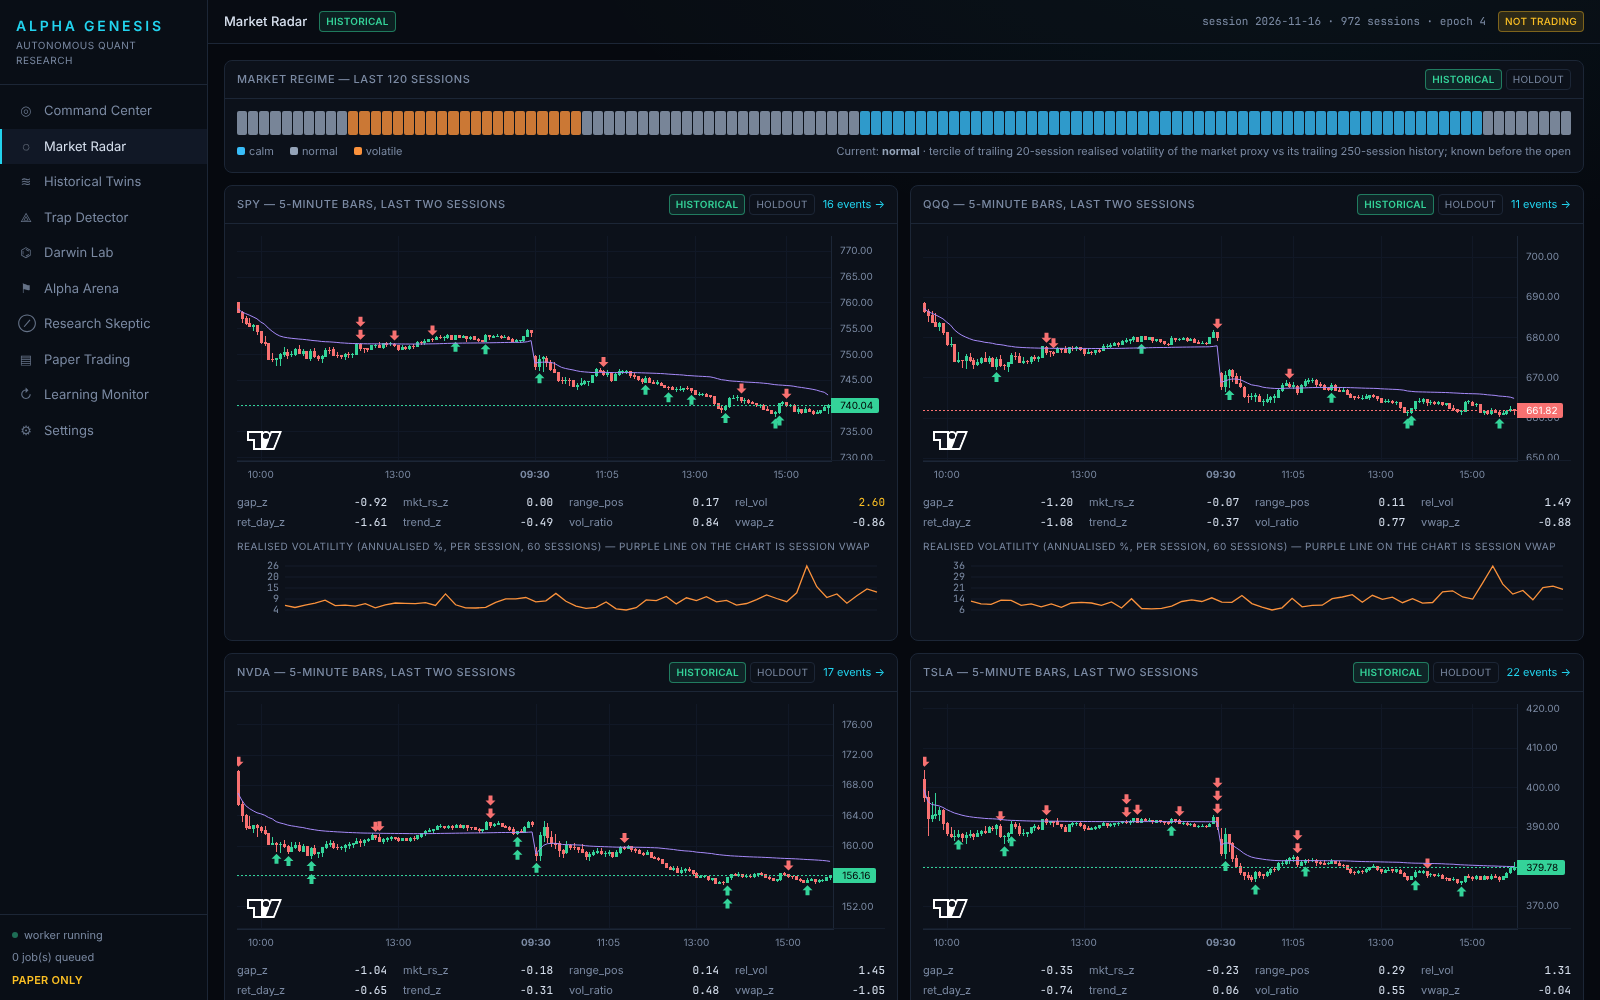 ALPHA GENESIS
AUTONOMOUS QUANT
RESEARCH
Command Center
Market Radar
Historical Twins
Trap Detector
Darwin Lab
Alpha Arena
Research Skeptic
Paper Trading
Learning Monitor
Settings
worker running
0 job(s) queued
PAPER ONLY
Market Radar HISTORICAL session 2026-11-16 · 972 sessions · epoch 4 NOT TRADING
MARKET REGIME — LAST 120 SESSIONS HISTORICAL HOLDOUT
calm normal volatile Current: normal · tercile of trailing 20-session realised volatility of the market proxy vs its trailing 250-session history; known before the open
SPY — 5-MINUTE BARS, LAST TWO SESSIONS HISTORICAL HOLDOUT 16 events →
770.00
765.00
760.00
755.00
750.00
745.00
740.04
735.00
730.00
10:00 13:00 09:30 11:05 13:00 15:00
gap_z -0.92 mkt_rs_z 0.00 range_pos 0.17 rel_vol 2.60
ret_day_z -1.61 trend_z -0.49 vol_ratio 0.84 vwap_z -0.86
REALISED VOLATILITY (ANNUALISED %, PER SESSION, 60 SESSIONS) — PURPLE LINE ON THE CHART IS SESSION VWAP
26
20
15
9
4
QQQ — 5-MINUTE BARS, LAST TWO SESSIONS HISTORICAL HOLDOUT 11 events →
700.00
690.00
680.00
670.00
661.82
660.00
650.00
10:00 13:00 09:30 11:05 13:00 15:00
gap_z -1.20 mkt_rs_z -0.07 range_pos 0.11 rel_vol 1.49
ret_day_z -1.08 trend_z -0.37 vol_ratio 0.77 vwap_z -0.88
REALISED VOLATILITY (ANNUALISED %, PER SESSION, 60 SESSIONS) — PURPLE LINE ON THE CHART IS SESSION VWAP
36
29
21
14
6
NVDA — 5-MINUTE BARS, LAST TWO SESSIONS HISTORICAL HOLDOUT 17 events →
176.00
172.00
168.00
164.00
160.00
156.16
152.00
10:00 13:00 09:30 11:05 13:00 15:00
gap_z -1.04 mkt_rs_z -0.18 range_pos 0.14 rel_vol 1.45
ret_day_z -0.65 trend_z -0.31 vol_ratio 0.48 vwap_z -1.05
TSLA — 5-MINUTE BARS, LAST TWO SESSIONS HISTORICAL HOLDOUT 22 events →
420.00
410.00
400.00
390.00
379.78
370.00
10:00 13:00 09:30 11:05 13:00 15:00
gap_z -0.35 mkt_rs_z -0.23 range_pos 0.29 rel_vol 1.31
ret_day_z -0.74 trend_z 0.06 vol_ratio 0.55 vwap_z -0.04